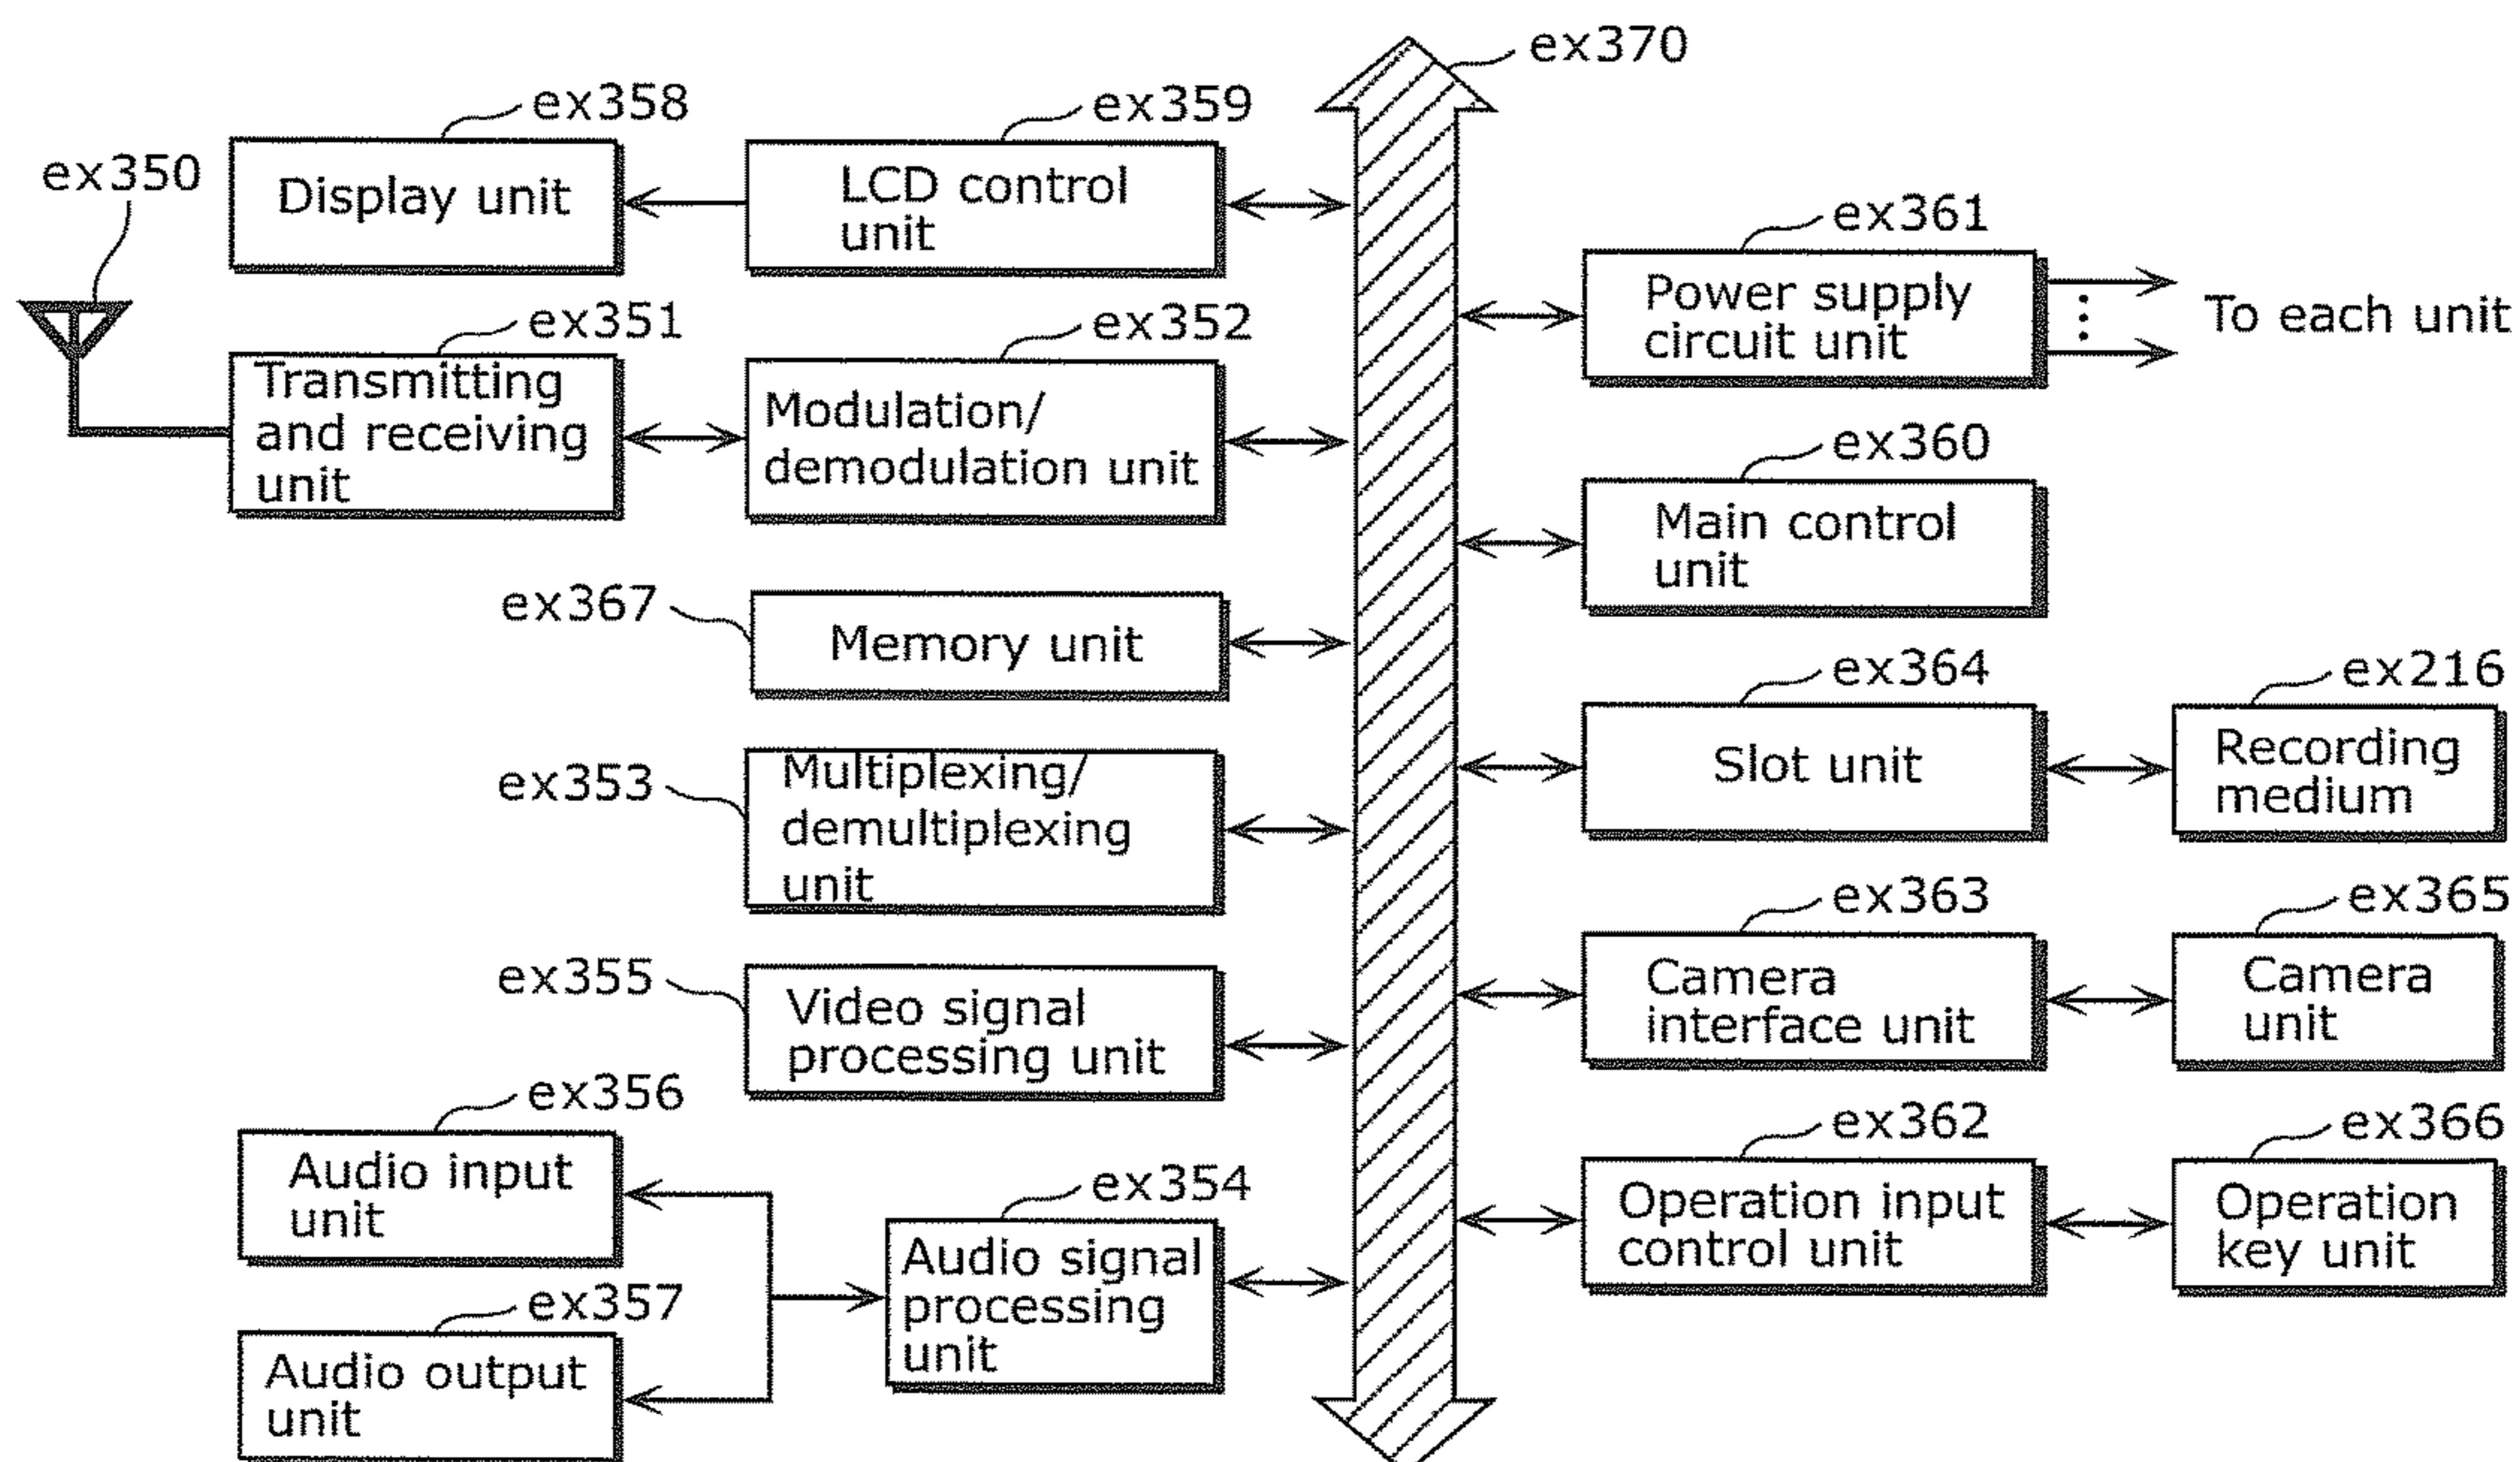 ex370
ex358
ex359
ex350
Display unit
LCD control
unit
ex361
Power supply
circuit unit
To each unit
ex351
ex352
Transmitting
and receiving
unit
Modulation/
demodulation unit
ex360
Main control
unit
ex367
Memory unit
ex364
ex216
Slot unit
Recording
medium
ex353
Multiplexing/
demultiplexing
unit
ex363
ex365
Camera
interface unit
Camera
unit
ex355
Video signal
processing unit
ex356
Audio input
unit
ex362
ex366
Operation input
control unit
Operation
key unit
ex354
Audio signal
processing
unit
ex357
Audio output
unit